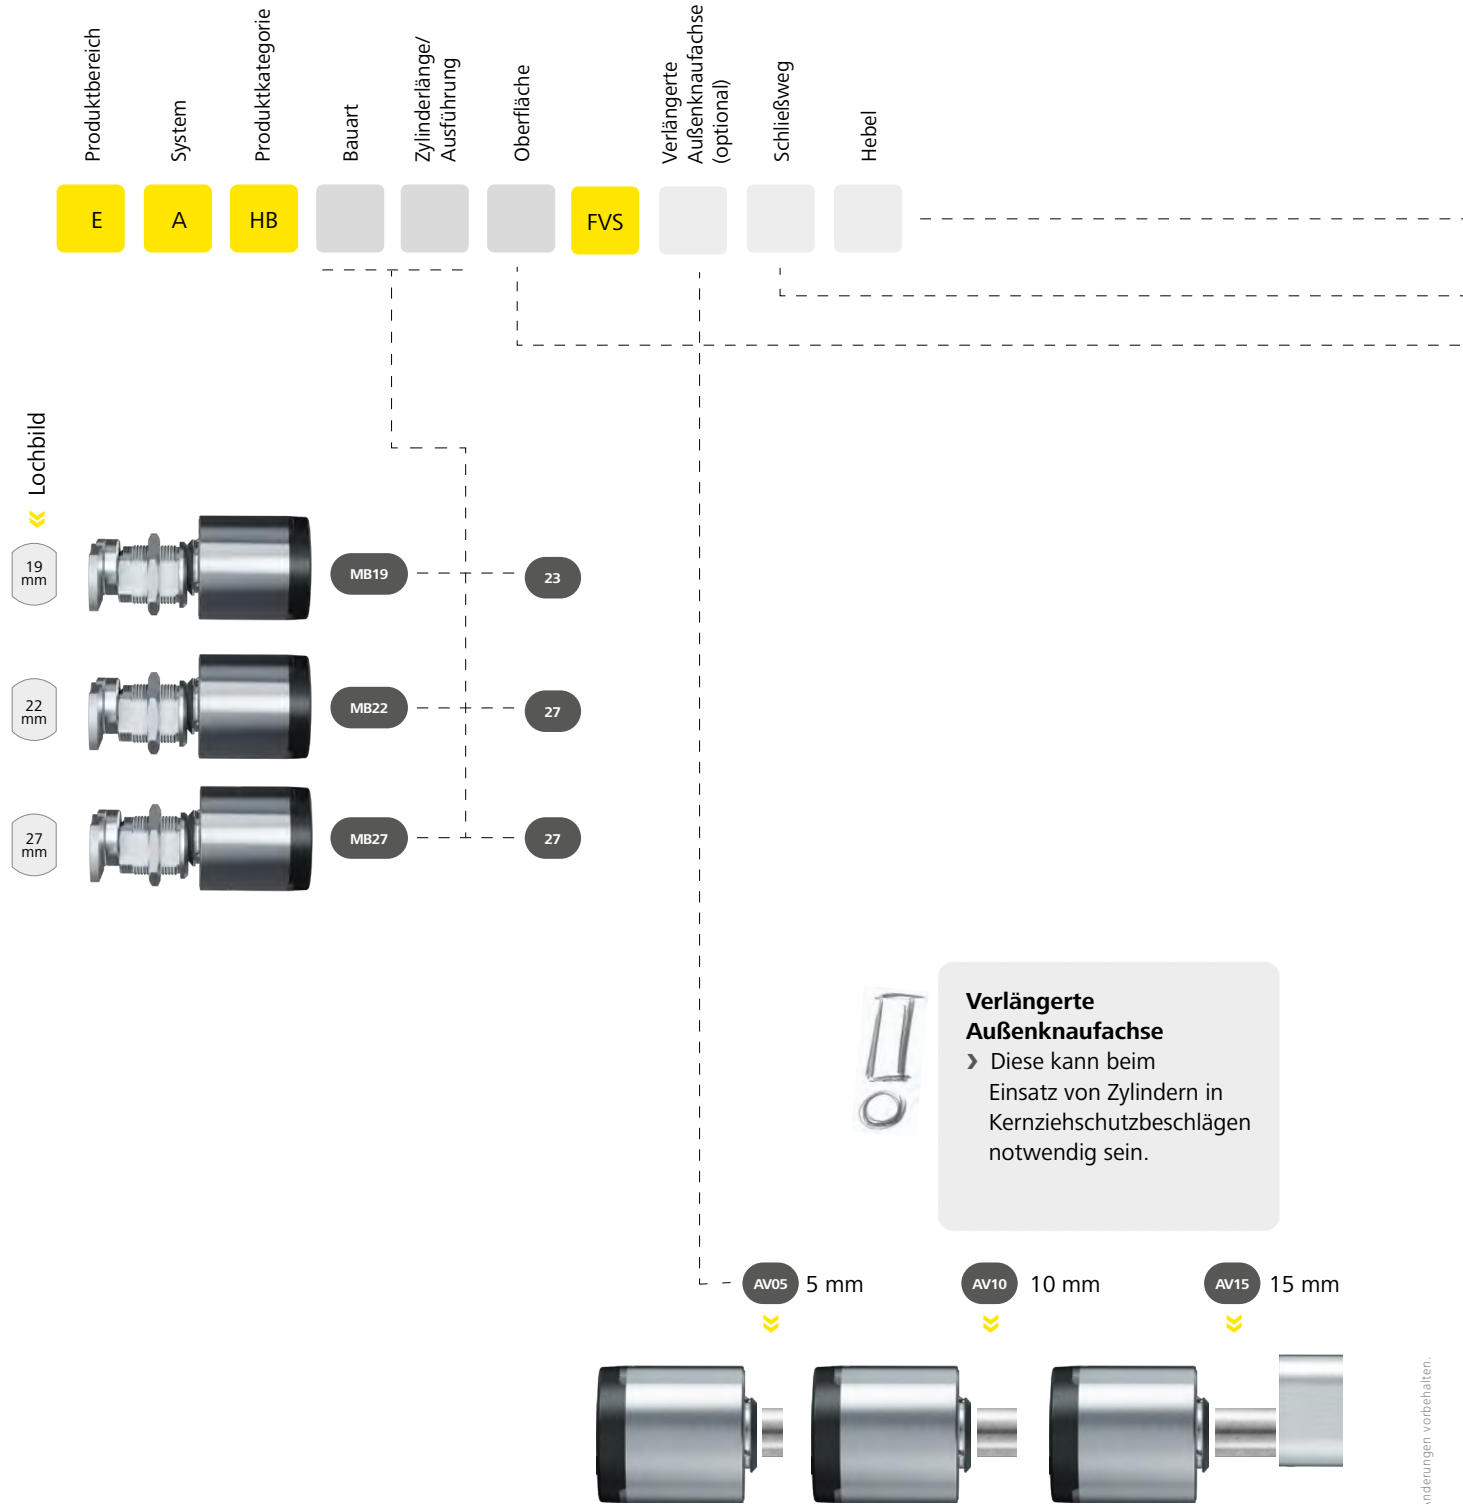 Produktbereich
System
Produktkategorie
Bauart
Zylinderlänge/
Ausführung
Oberfläche
Verlängerte
Außenknaufachse
(optional)
Schließweg
Hebel
E
A
HB
FVS
Lochbild
19
mm
MB19
23
22
mm
MB22
27
27
mm
MB27
27
Verlängerte
Außenknaufachse
› Diese kann beim
Einsatz von Zylindern in
Kernziehschutzbeschlägen
notwendig sein.
AV05 5 mm
AV10 10 mm
AV15 15 mm
nderungen vorbehalten.